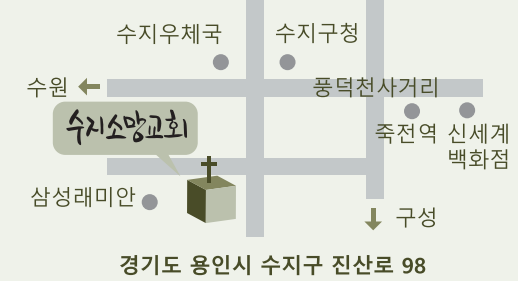 수지우체국
수지구청
수원
풍덕천사거리
수지소망교회
죽전역
신세계
백화점
삼성래미안
구성
경기도 용인시 수지구 진산로 98